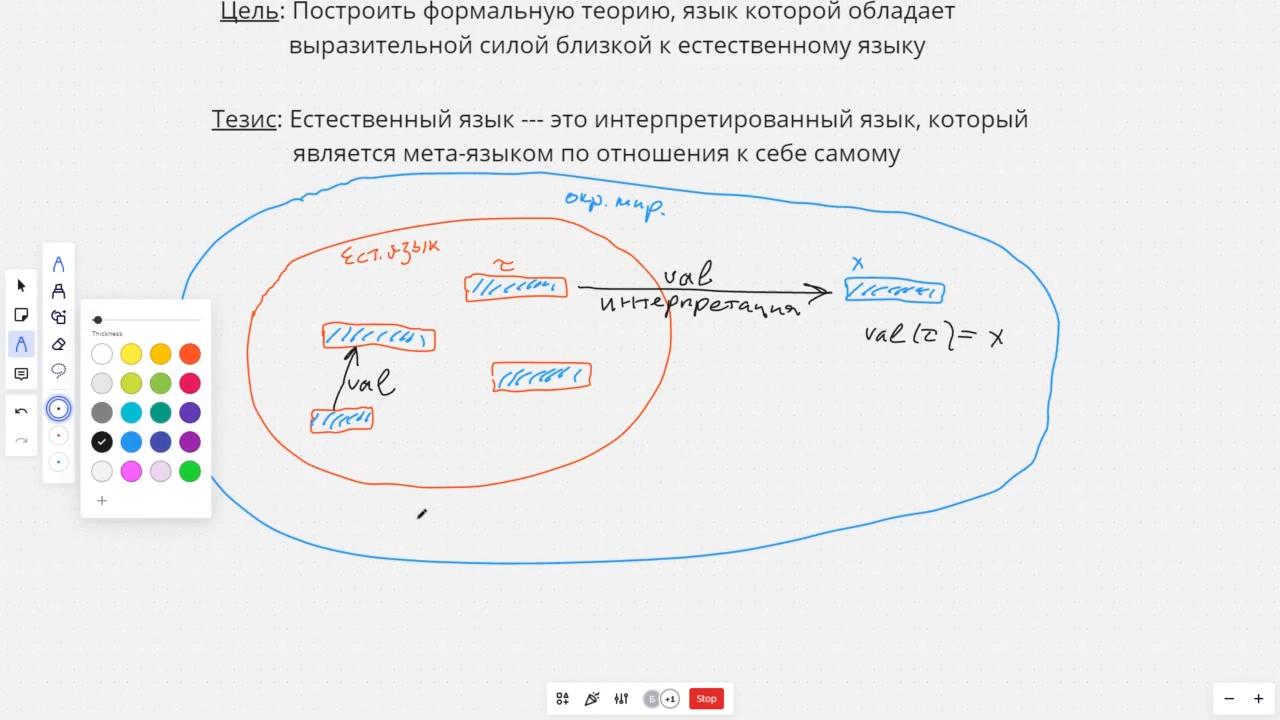 Цель: Построить формальную теорию, язык которой обладает
выразительной силой близкой к естественному языку
Тезис: Естественный язык --- это интерпретированный язык, который
является мета-языком по отношения к себе самому
окр. мир.
Ест. язык
τ
val
x
интерпретация
val(τ) = x
val
Thickness
Б
+1
Stop